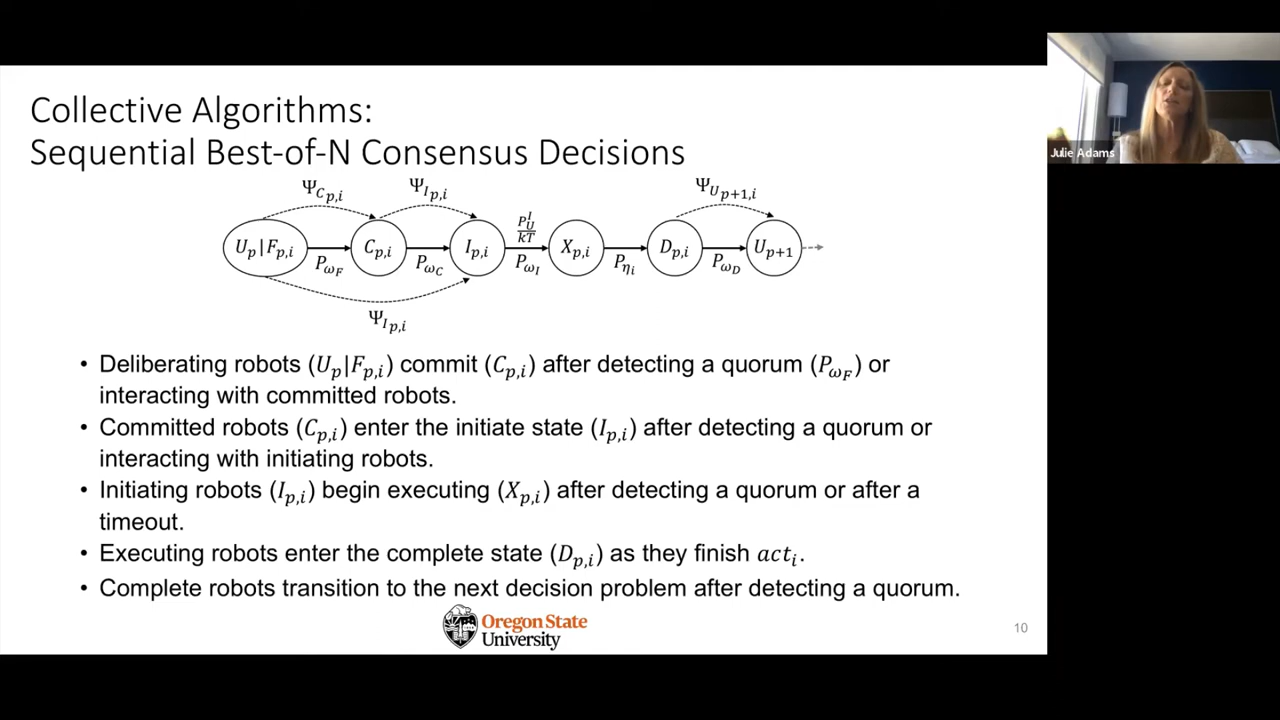 Collective Algorithms:
Sequential Best-of-N Consensus Decisions
Julie Adams
Ψ_{C_{p,i}} Ψ_{I_{p,i}} Ψ_{U_{p+1,i}}
U_p|F_{p,i} C_{p,i} I_{p,i} P_U^I/kT X_{p,i} D_{p,i} U_{p+1}
P_{ω_F} P_{ω_C} P_{ω_I} P_{η_i} P_{ω_D}
Ψ_{I_{p,i}}
• Deliberating robots (U_p|F_{p,i}) commit (C_{p,i}) after detecting a quorum (P_{ω_F}) or
interacting with committed robots.
• Committed robots (C_{p,i}) enter the initiate state (I_{p,i}) after detecting a quorum or
interacting with initiating robots.
• Initiating robots (I_{p,i}) begin executing (X_{p,i}) after detecting a quorum or after a
timeout.
• Executing robots enter the complete state (D_{p,i}) as they finish act_i.
• Complete robots transition to the next decision problem after detecting a quorum.
Oregon State
University
10